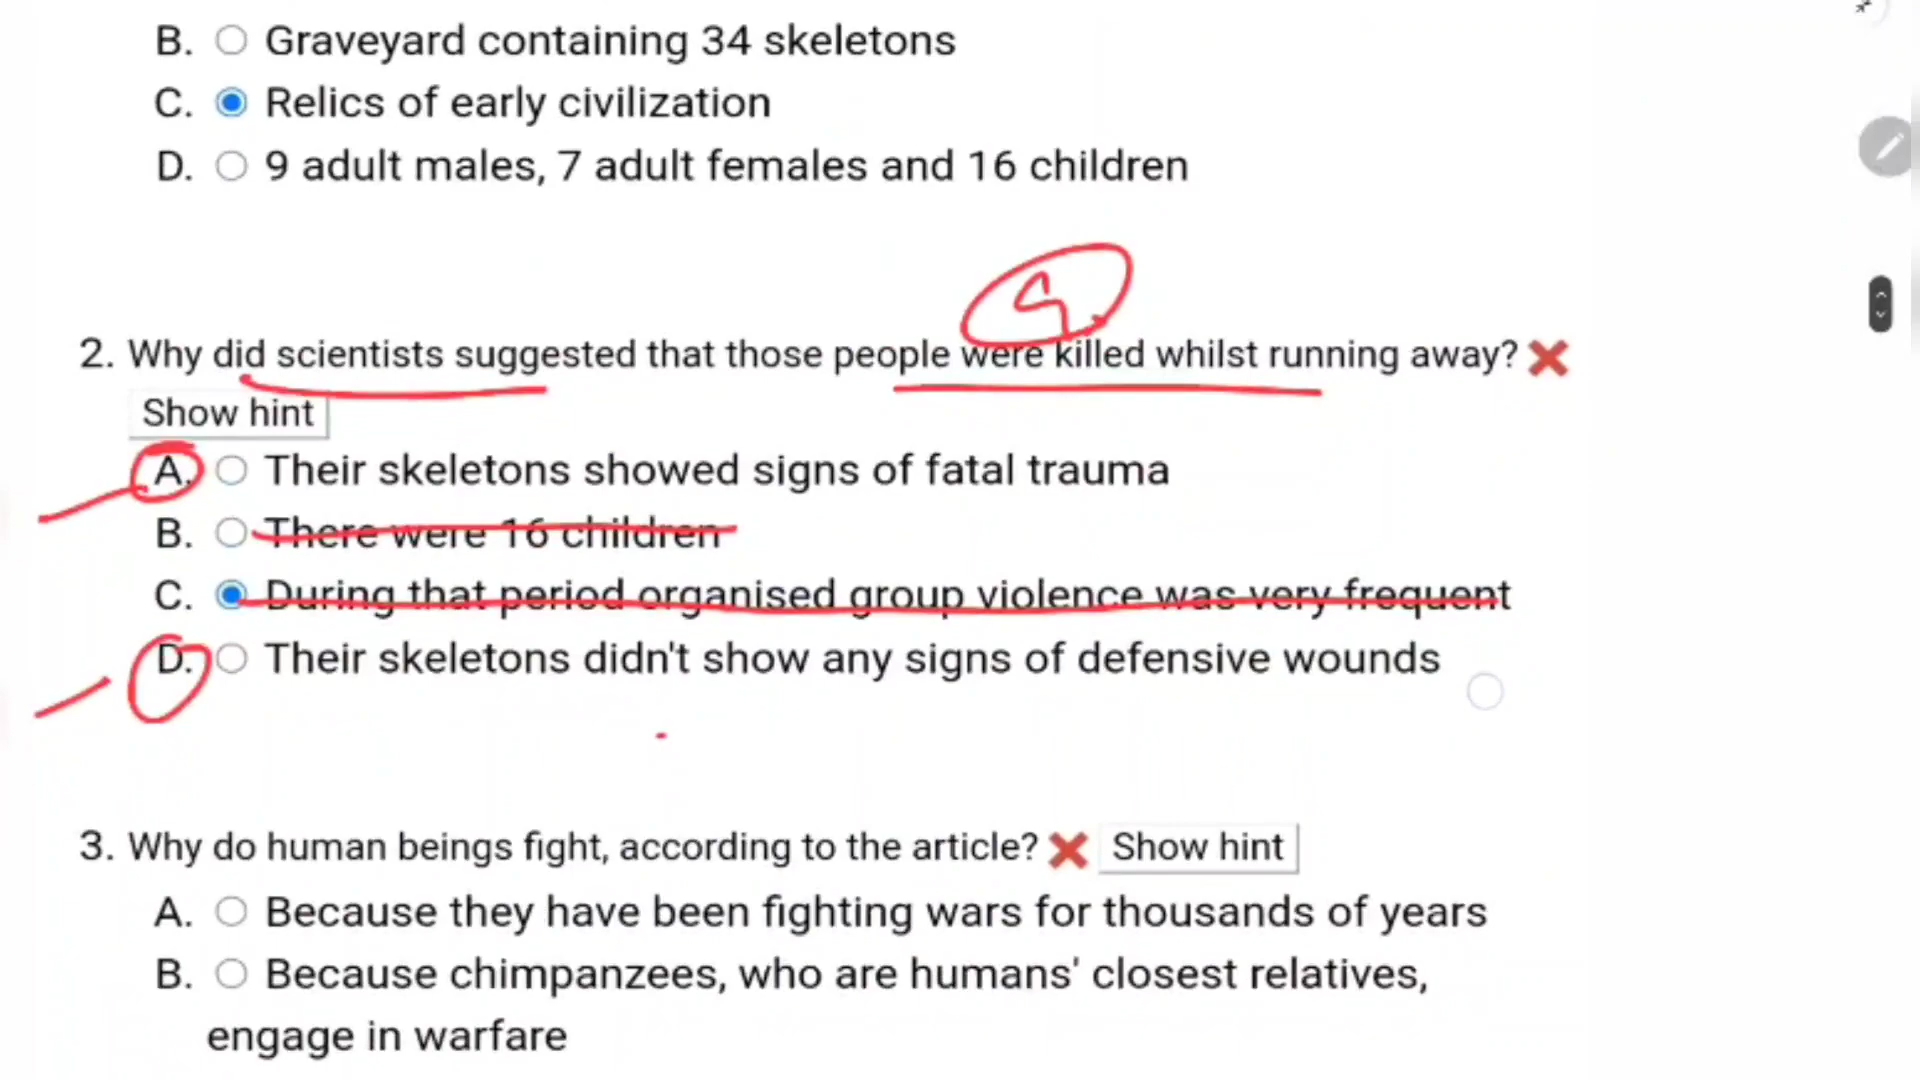 B. Graveyard containing 34 skeletons
C. Relics of early civilization
D. 9 adult males, 7 adult females and 16 children
2. Why did scientists suggested that those people were killed whilst running away?
Show hint
A. Their skeletons showed signs of fatal trauma
B. There were 16 children
C. During that period organised group violence was very frequent
D. Their skeletons didn't show any signs of defensive wounds
3. Why do human beings fight, according to the article? Show hint
A. Because they have been fighting wars for thousands of years
B. Because chimpanzees, who are humans' closest relatives,
engage in warfare